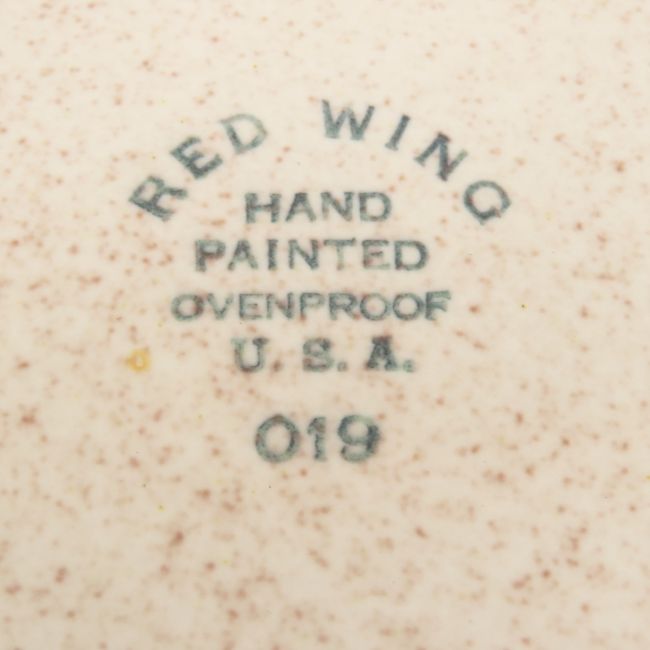 RED WING
HAND
PAINTED
OVENPROOF
U. S. A.
019